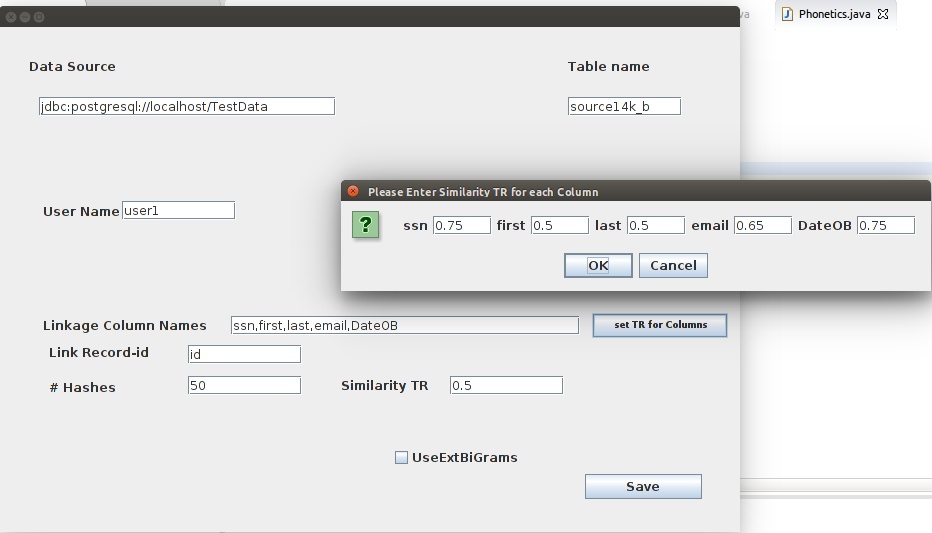 va Phonetics.java
Data Source Table name
jdbc:postgresql://localhost/TestData source14k_b
Please Enter Similarity TR for each Column
? ssn 0.75 first 0.5 last 0.5 email 0.65 DateOB 0.75
OK Cancel
User Name user1
Linkage Column Names ssn,first,last,email,DateOB set TR for Columns
Link Record-id id
# Hashes 50 Similarity TR 0.5
UseExtBiGrams
Save